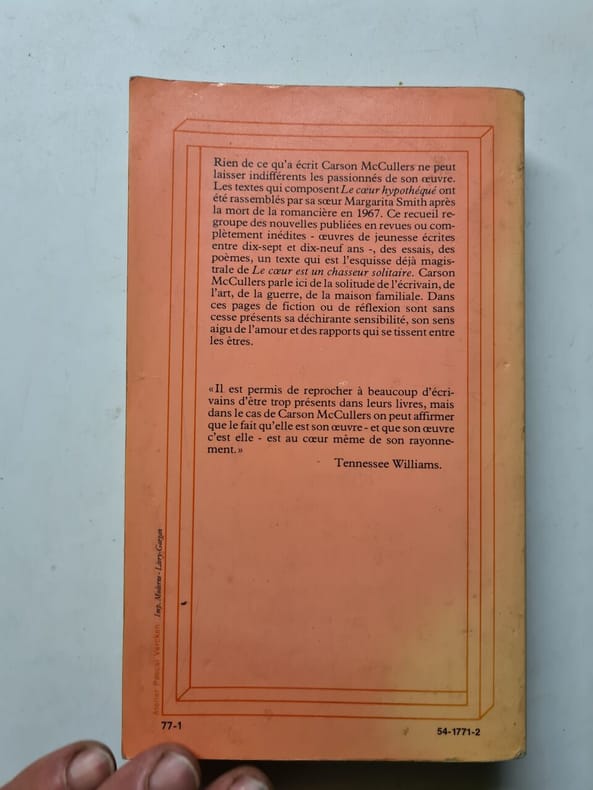 Rien de ce qu'a écrit Carson McCullers ne peut
laisser indifférents les passionnés de son œuvre.
Les textes qui composent Le cœur hypothéqué ont
été rassemblés par sa sœur Margarita Smith après
la mort de la romancière en 1967. Ce recueil re-
groupe des nouvelles publiées en revues ou com-
plètement inédites - œuvres de jeunesse écrites
entre dix-sept et dix-neuf ans -, des essais, des
poèmes, un texte qui est l'esquisse déjà magis-
trale de Le cœur est un chasseur solitaire. Carson
McCullers parle ici de la solitude de l'écrivain, de
l'art, de la guerre, de la maison familiale. Dans
ces pages de fiction ou de réflexion sont sans
cesse présents sa déchirante sensibilité, son sens
aigu de l'amour et des rapports qui se tissent entre
les êtres.
«Il est permis de reprocher à beaucoup d'écri-
vains d'être trop présents dans leurs livres, mais
dans le cas de Carson McCullers on peut affirmer
que le fait qu'elle est son œuvre - et que son œuvre
c'est elle - est au cœur même de son rayonne-
ment.»
Tennessee Williams.
Atelier Pascal Vercken
Imp. Moderne - Livry-Gargan
77-1
54-1771-2